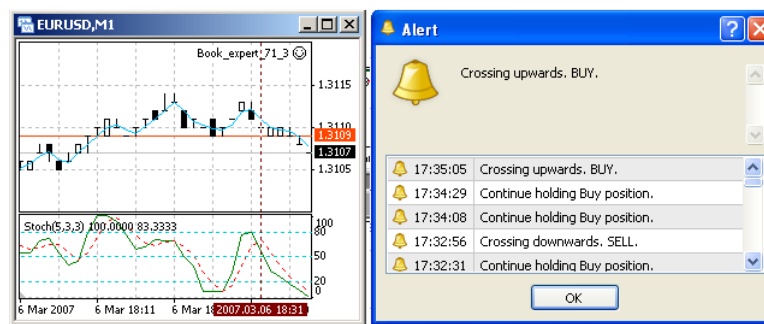 EURUSD,M1
Book_expert_71_3
1.3115
1.3110
1.3109
1.3107
1.3105
Stoch(5,3,3) 100.0000 83.3333
100
80
50
20
0
6 Mar 2007 6 Mar 18:11 6 Mar 2007.03.06 18:31
Alert
Crossing upwards. BUY.
17:35:05 Crossing upwards. BUY.
17:34:29 Continue holding Buy position.
17:34:08 Continue holding Buy position.
17:32:56 Crossing downwards. SELL.
17:32:31 Continue holding Buy position.
OK